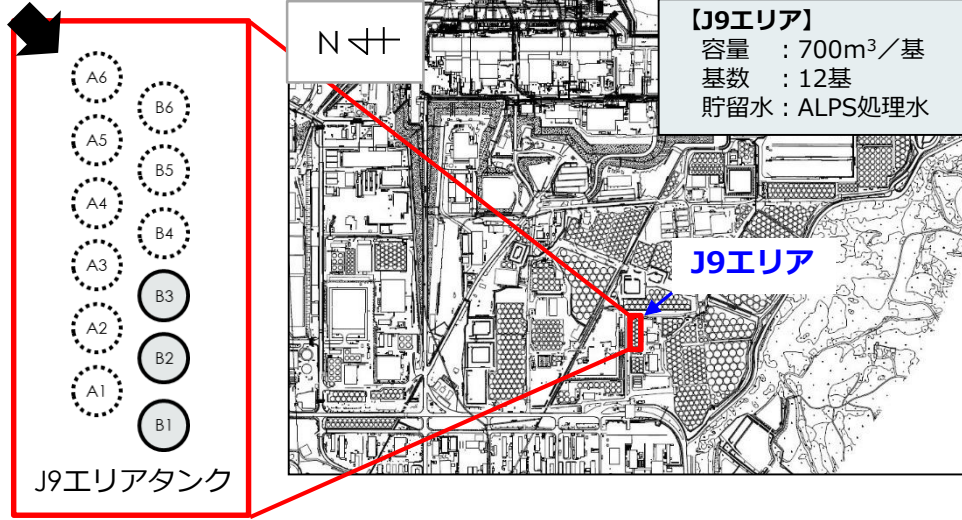 A6
B6
A5
B5
A4
B4
A3
B3
A2
B2
A1
B1
J9エリアタンク
N
【J9エリア】
容量 :700m³/基
基数 :12基
貯留水:ALPS処理水
J9エリア